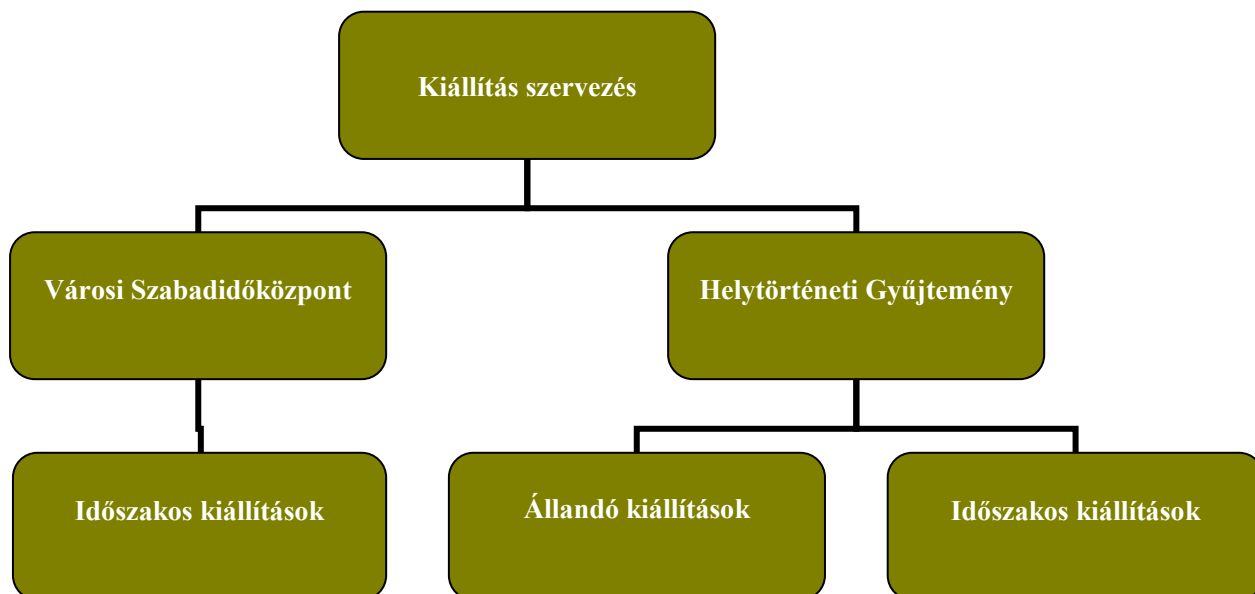 Kiállítás szervezés
Városi Szabadidőközpont
Helytörténeti Gyűjtemény
Időszakos kiállítások
Állandó kiállítások
Időszakos kiállítások